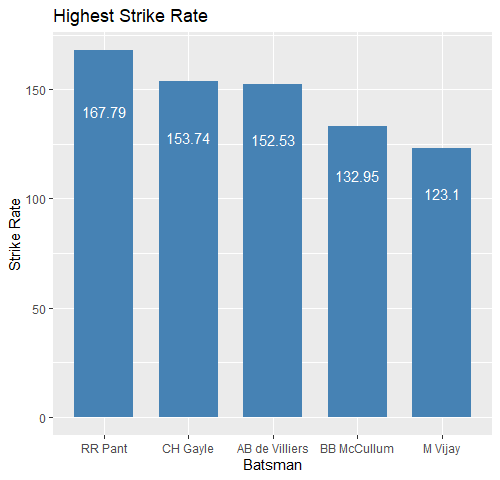 Highest Strike Rate
Strike Rate
150
100
50
0
167.79
153.74
152.53
132.95
123.1
RR Pant
CH Gayle
AB de Villiers
BB McCullum
M Vijay
Batsman